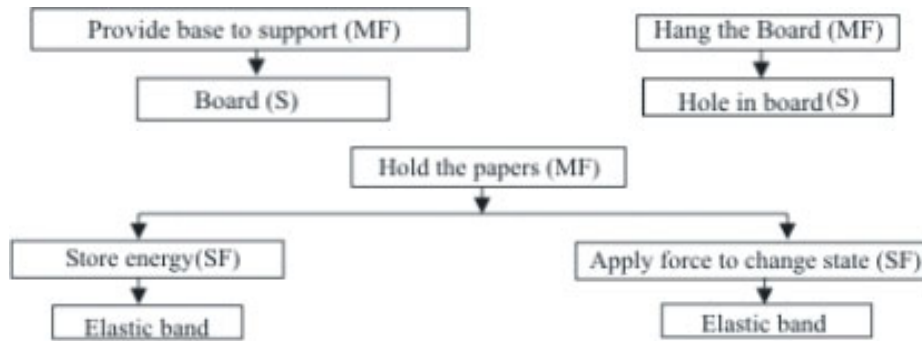 Provide base to support (MF)
Hang the Board (MF)
Board (S)
Hole in board(S)
Hold the papers (MF)
Store energy(SF)
Apply force to change state (SF)
Elastic band
Elastic band